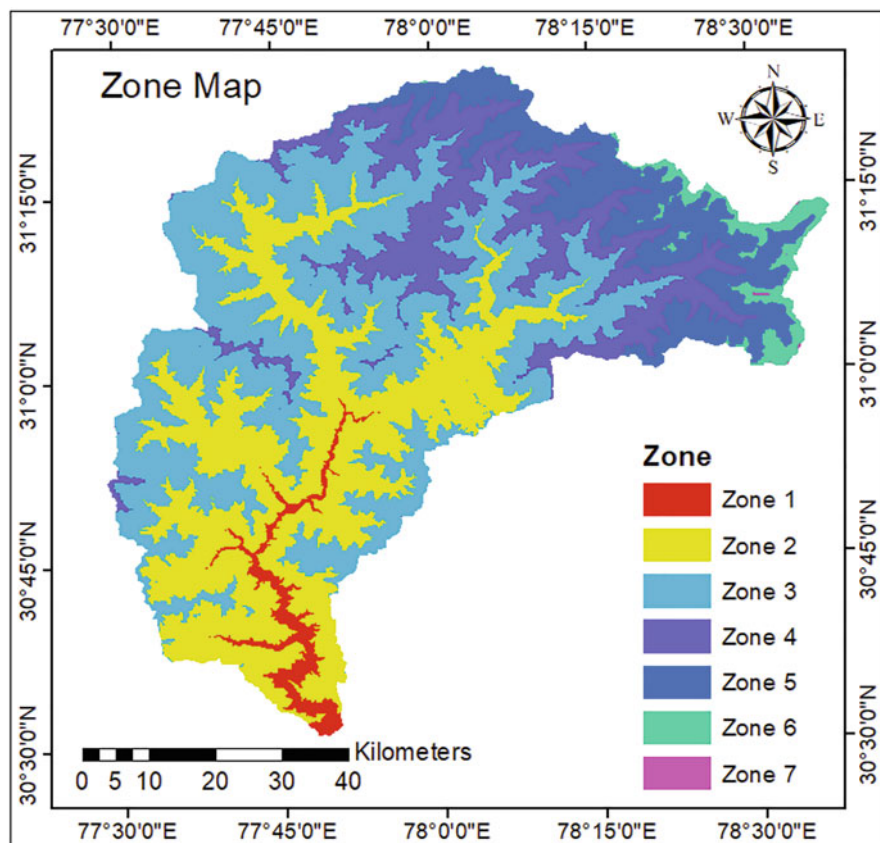 77°30'0"E 77°45'0"E 78°0'0"E 78°15'0"E 78°30'0"E
Zone Map
N
W E
S
31°15'0"N 31°15'0"N
31°0'0"N 31°0'0"N
30°45'0"N 30°45'0"N
30°30'0"N 30°30'0"N
Zone
Zone 1
Zone 2
Zone 3
Zone 4
Zone 5
Zone 6
Zone 7
Kilometers
0 5 10 20 30 40
77°30'0"E 77°45'0"E 78°0'0"E 78°15'0"E 78°30'0"E